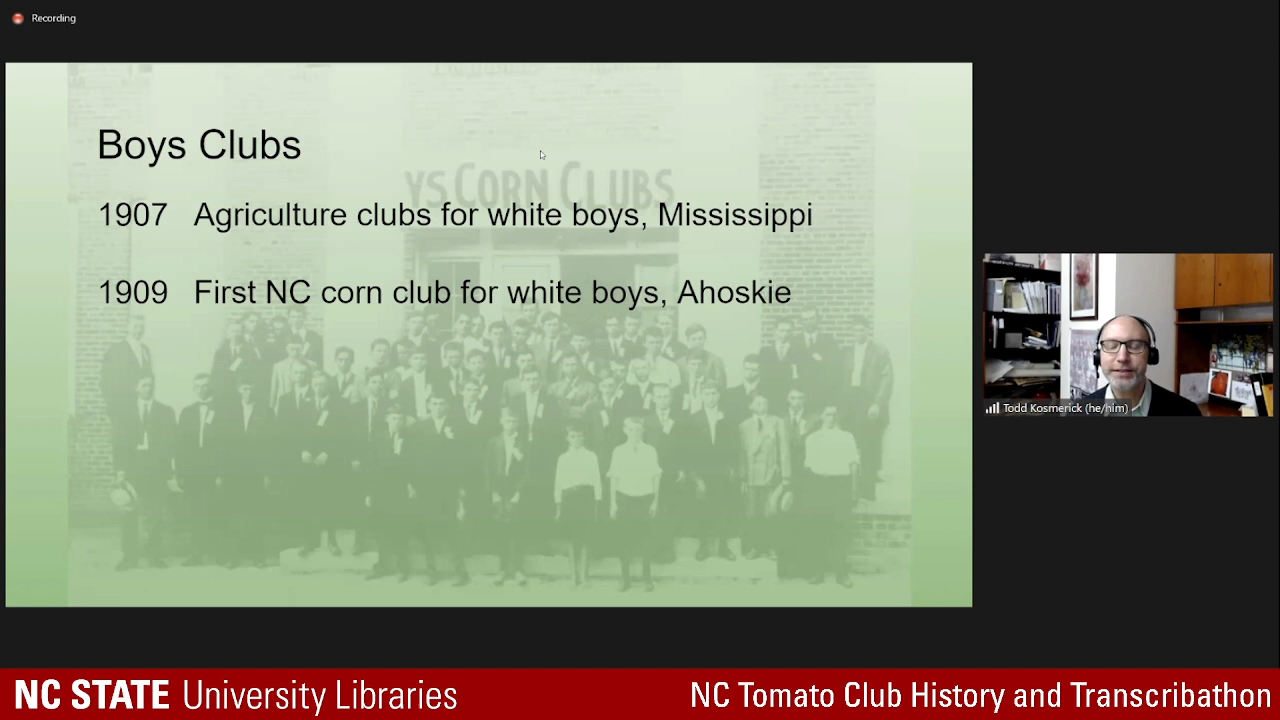 Recording
Boys Clubs
YS CORN CLUBS
1907 Agriculture clubs for white boys, Mississippi
1909 First NC corn club for white boys, Ahoskie
Todd Kosmerick (he/him)
NC STATE University Libraries
NC Tomato Club History and Transcribathon